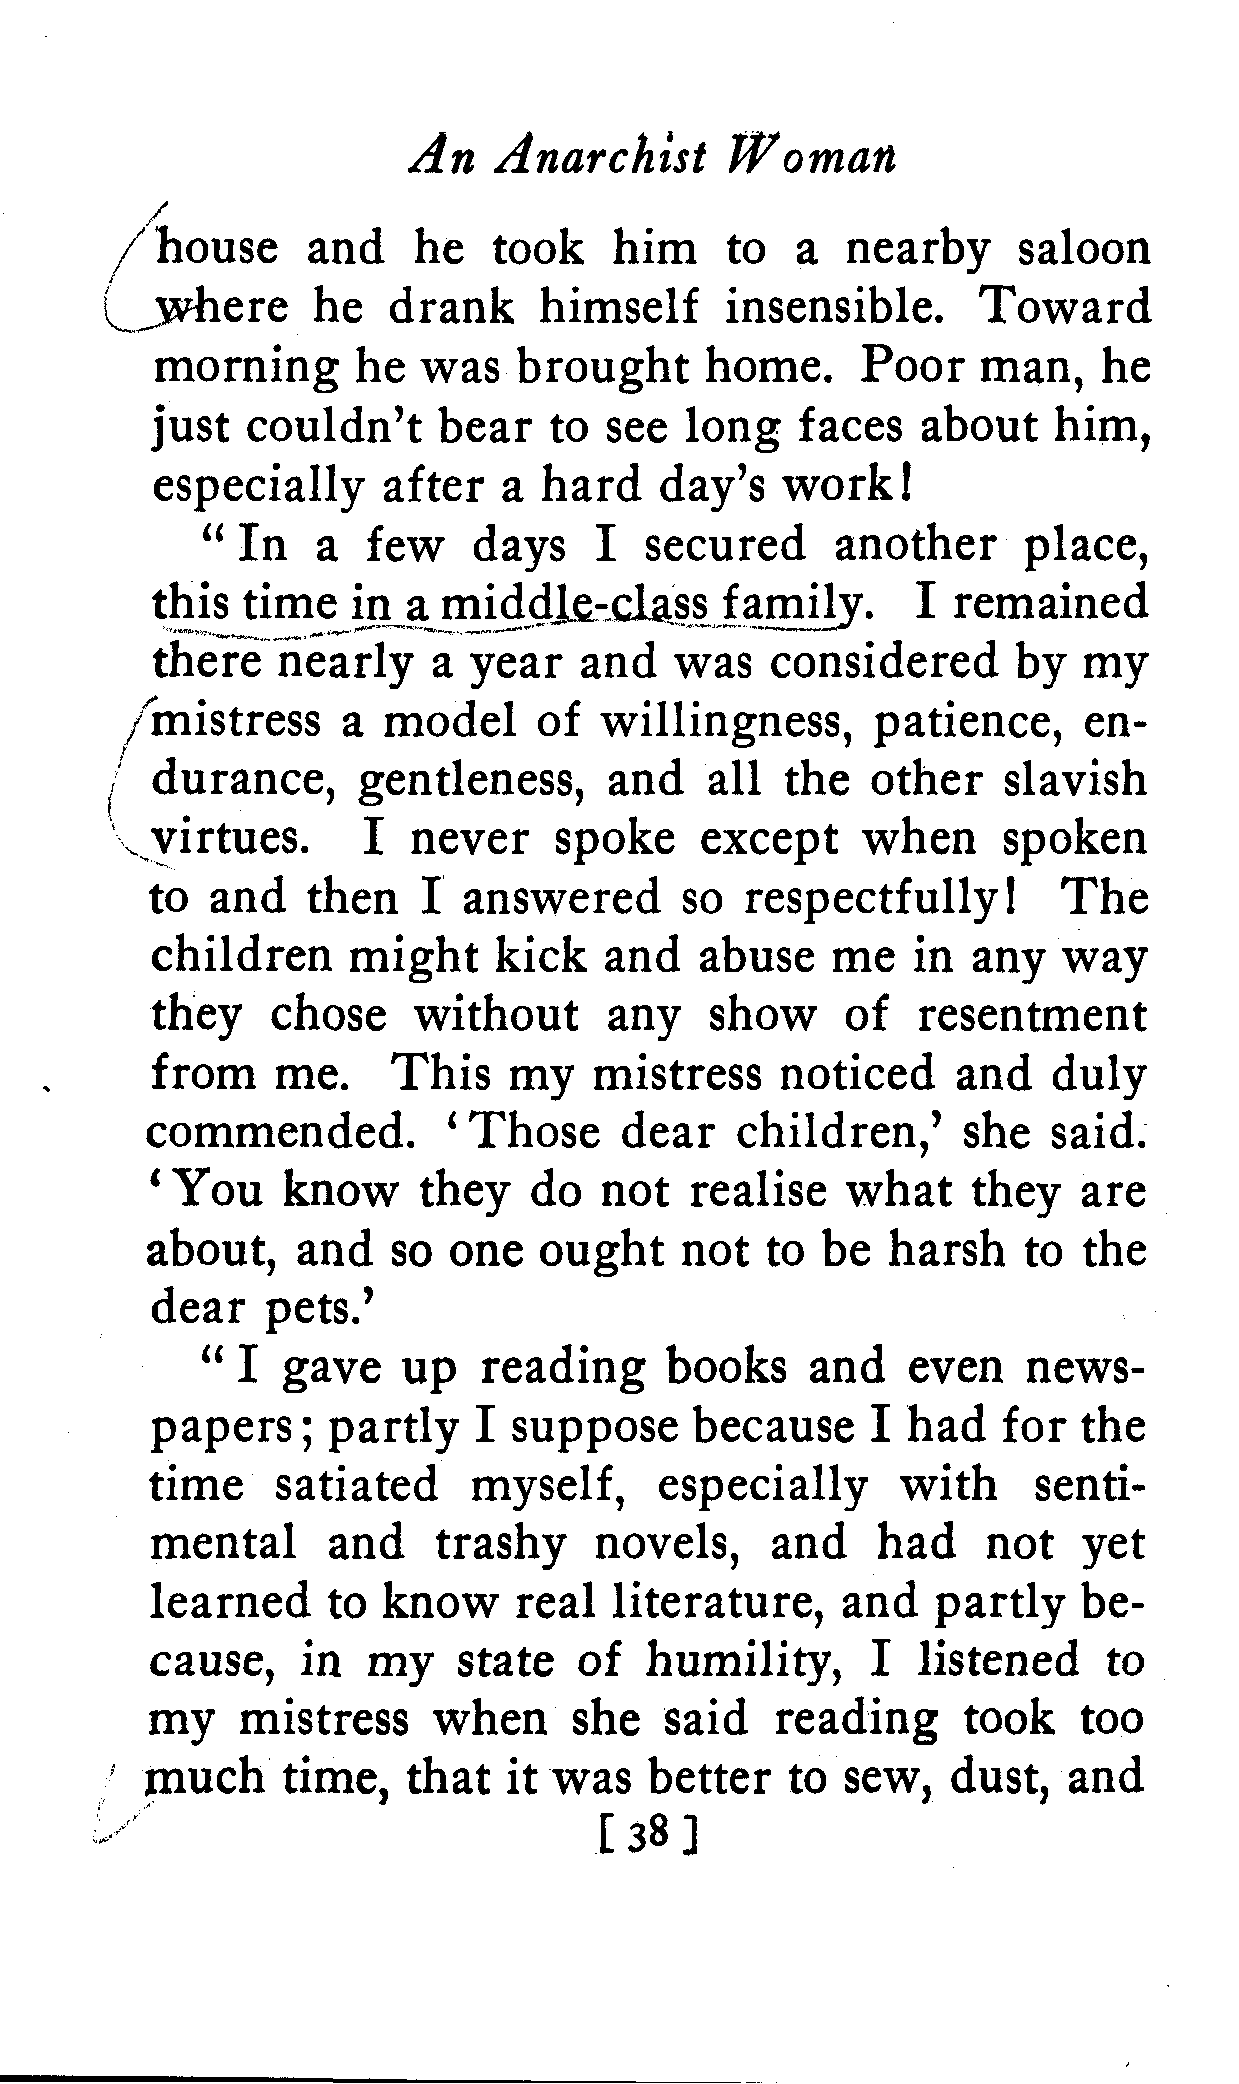 An Anarchist Woman
house and he took him to a nearby saloon
where he drank himself insensible. Toward
morning he was brought home. Poor man, he
just couldn't bear to see long faces about him,
especially after a hard day's work!
" In a few days I secured another place,
this time in a middle-class family. I remained
there nearly a year and was considered by my
mistress a model of willingness, patience, en-
durance, gentleness, and all the other slavish
virtues. I never spoke except when spoken
to and then I answered so respectfully! The
children might kick and abuse me in any way
they chose without any show of resentment
from me. This my mistress noticed and duly
commended. ' Those dear children,' she said.
' You know they do not realise what they are
about, and so one ought not to be harsh to the
dear pets.'
" I gave up reading books and even news-
papers; partly I suppose because I had for the
time satiated myself, especially with senti-
mental and trashy novels, and had not yet
learned to know real literature, and partly be-
cause, in my state of humility, I listened to
my mistress when she said reading took too
much time, that it was better to sew, dust, and
[ 38 ]